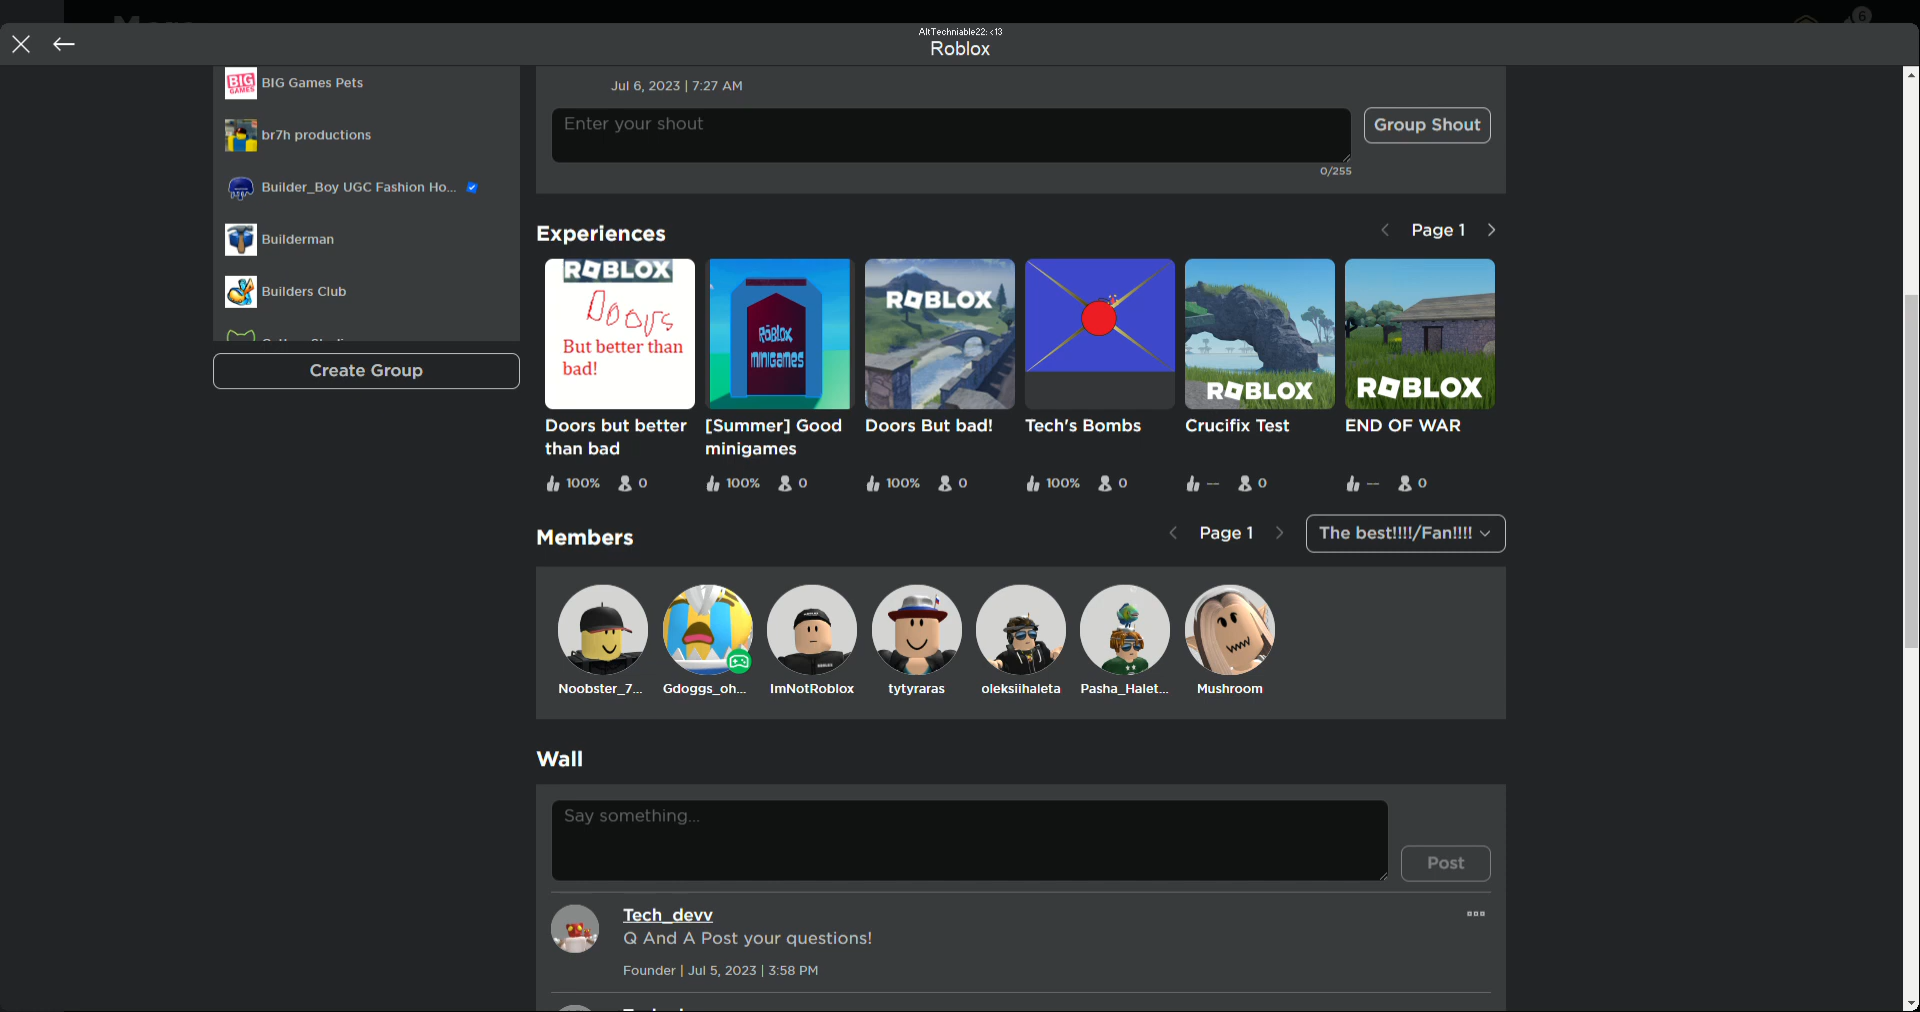 6
AltTechniable22: <13
Roblox
BIG GAMES
BIG Games Pets
br7h productions
Builder_Boy UGC Fashion Ho...
Builderman
Builders Club
Create Group
Jul 6, 2023 | 7:27 AM
Enter your shout
Group Shout
0/255
Experiences
Page 1
ROBLOX
Doors
But better than
bad!
ROBLOX
MINIGAMES
ROBLOX
ROBLOX
ROBLOX
Doors but better
than bad
[Summer] Good
minigames
Doors But bad!
Tech's Bombs
Crucifix Test
END OF WAR
100% 0
100% 0
100% 0
100% 0
-- 0
-- 0
Members
Page 1
The best!!!!/Fan!!!!
Noobster_7...
Gdoggs_oh...
ImNotRoblox
tytyraras
oleksiihaleta
Pasha_Halet...
Mushroom
Wall
Say something...
Post
Tech_devv
Q And A Post your questions!
Founder | Jul 5, 2023 | 3:58 PM